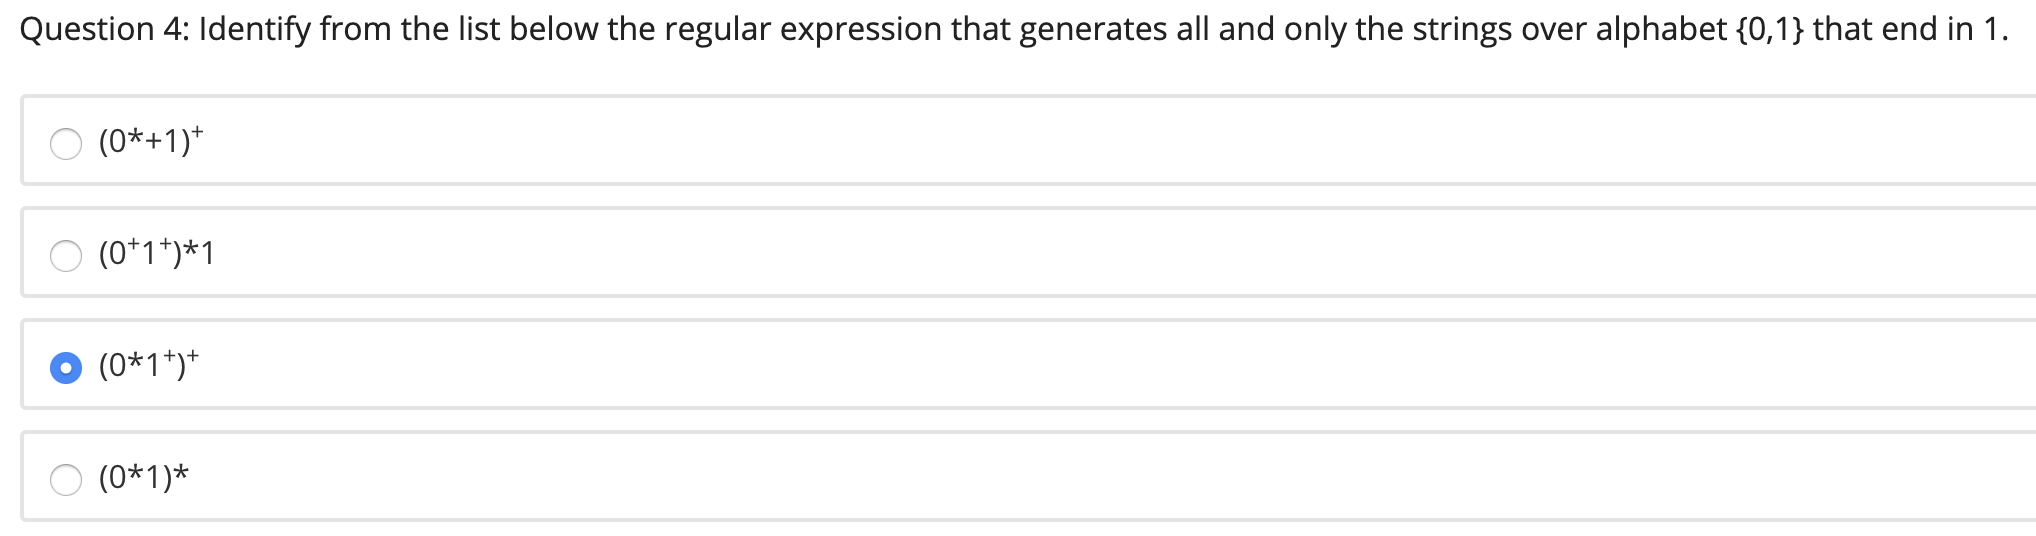 Question 4: Identify from the list below the regular expression that generates all and only the strings over alphabet {0,1} that end in 1.
(0*+1)⁺
(0⁺1⁺)*1
(0*1⁺)⁺
(0*1)*